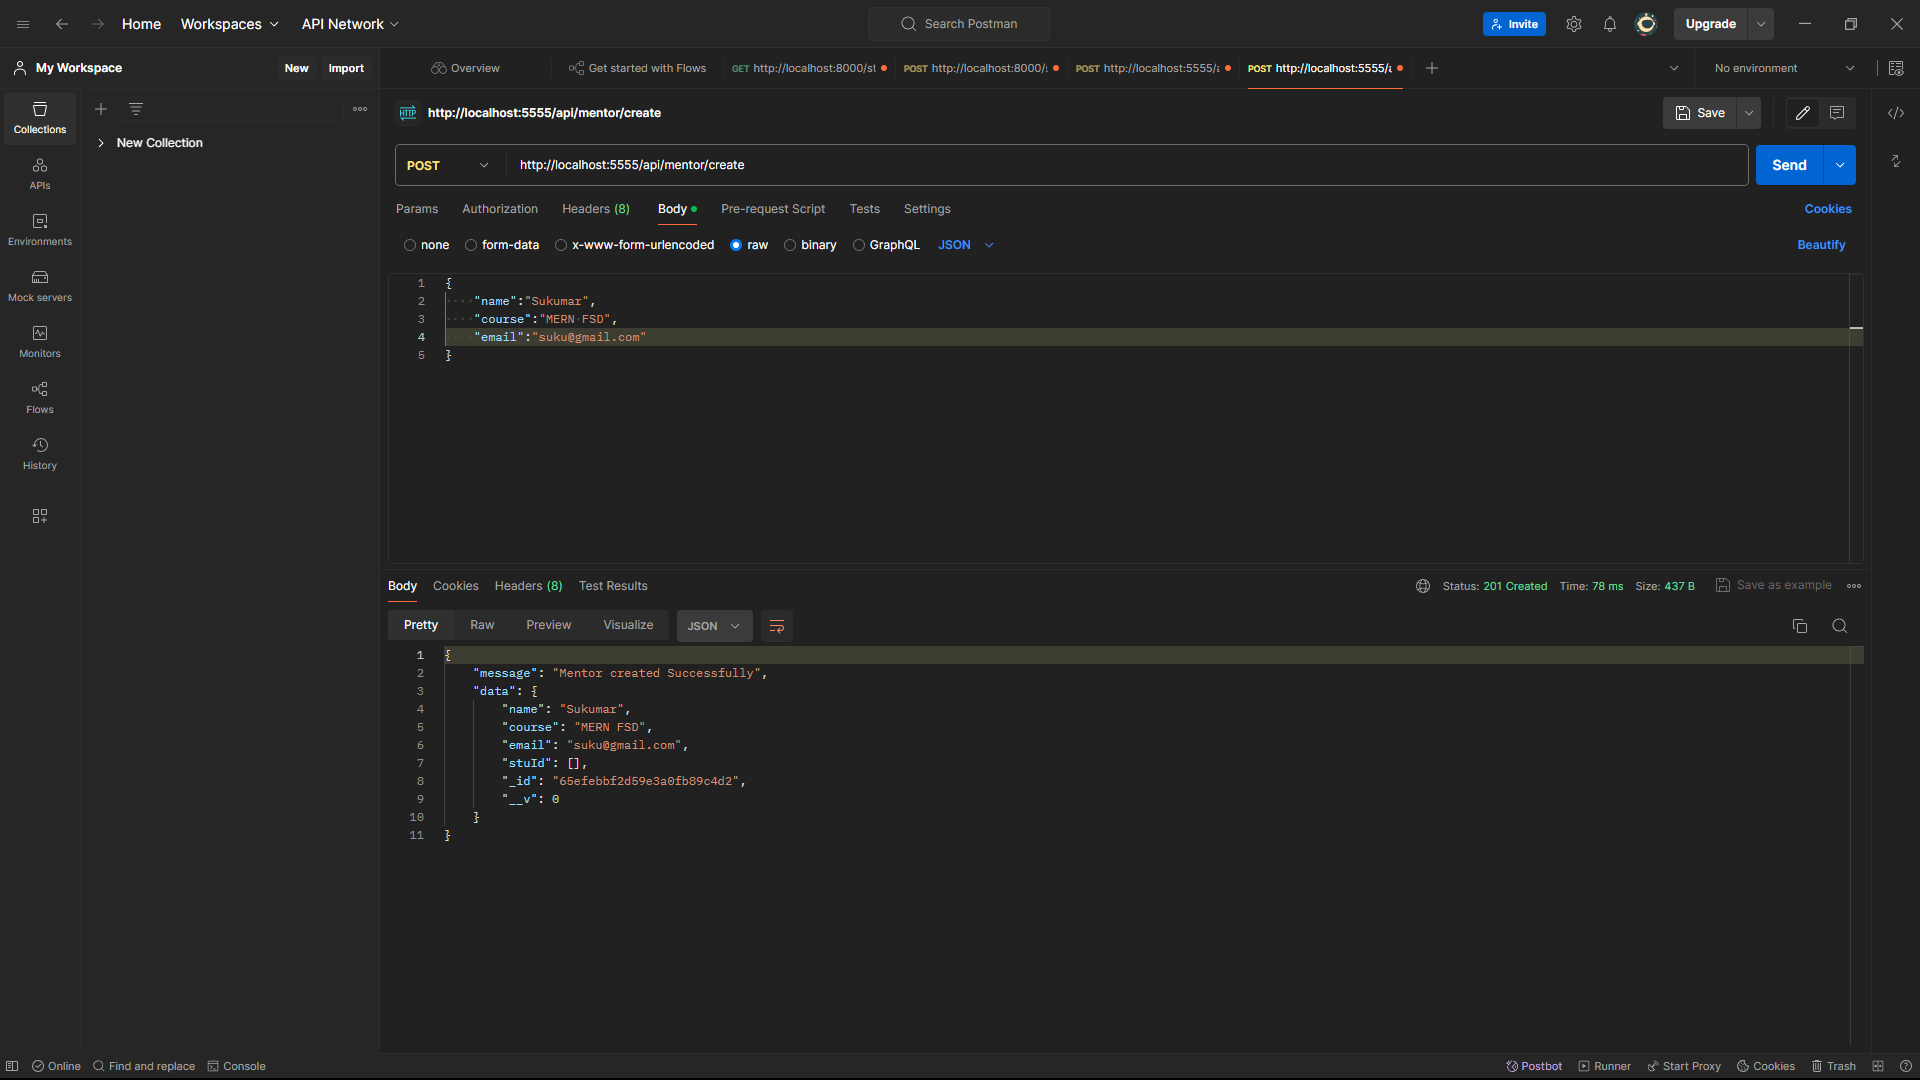 Home Workspaces API Network Search Postman Invite Upgrade
My Workspace New Import Overview Get started with Flows GET http://localhost:8000/st POST http://localhost:8000/s POST http://localhost:5555/a POST http://localhost:5555/a No environment
Collections
New Collection
APIs
Environments
Mock servers
Monitors
Flows
History
HTTP http://localhost:5555/api/mentor/create Save
POST http://localhost:5555/api/mentor/create Send
Params Authorization Headers (8) Body Pre-request Script Tests Settings Cookies
none form-data x-www-form-urlencoded raw binary GraphQL JSON Beautify
1 {
2 "name":"Sukumar",
3 "course":"MERN FSD",
4 "email":"suku@gmail.com"
5 }
Body Cookies Headers (8) Test Results Status: 201 Created Time: 78 ms Size: 437 B Save as example
Pretty Raw Preview Visualize JSON
1 {
2 "message": "Mentor created Successfully",
3 "data": {
4 "name": "Sukumar",
5 "course": "MERN FSD",
6 "email": "suku@gmail.com",
7 "stuId": [],
8 "_id": "65efebbf2d59e3a0fb89c4d2",
9 "__v": 0
10 }
11 }
Online Find and replace Console Postbot Runner Start Proxy Cookies Trash